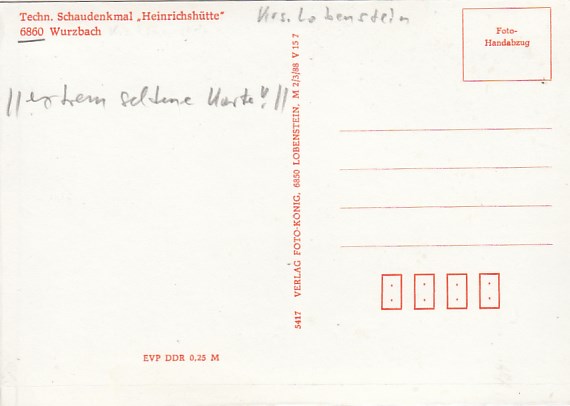 Techn. Schaudenkmal „Heinrichshütte"
6860 Wurzbach
Krs. Lobenstein
Foto-
Handabzug
!! extrem seltene Karte !!
5417 VERLAG FOTO-KÖNIG, 6850 LOBENSTEIN, M 2/3/88 V 15 7
EVP DDR 0,25 M